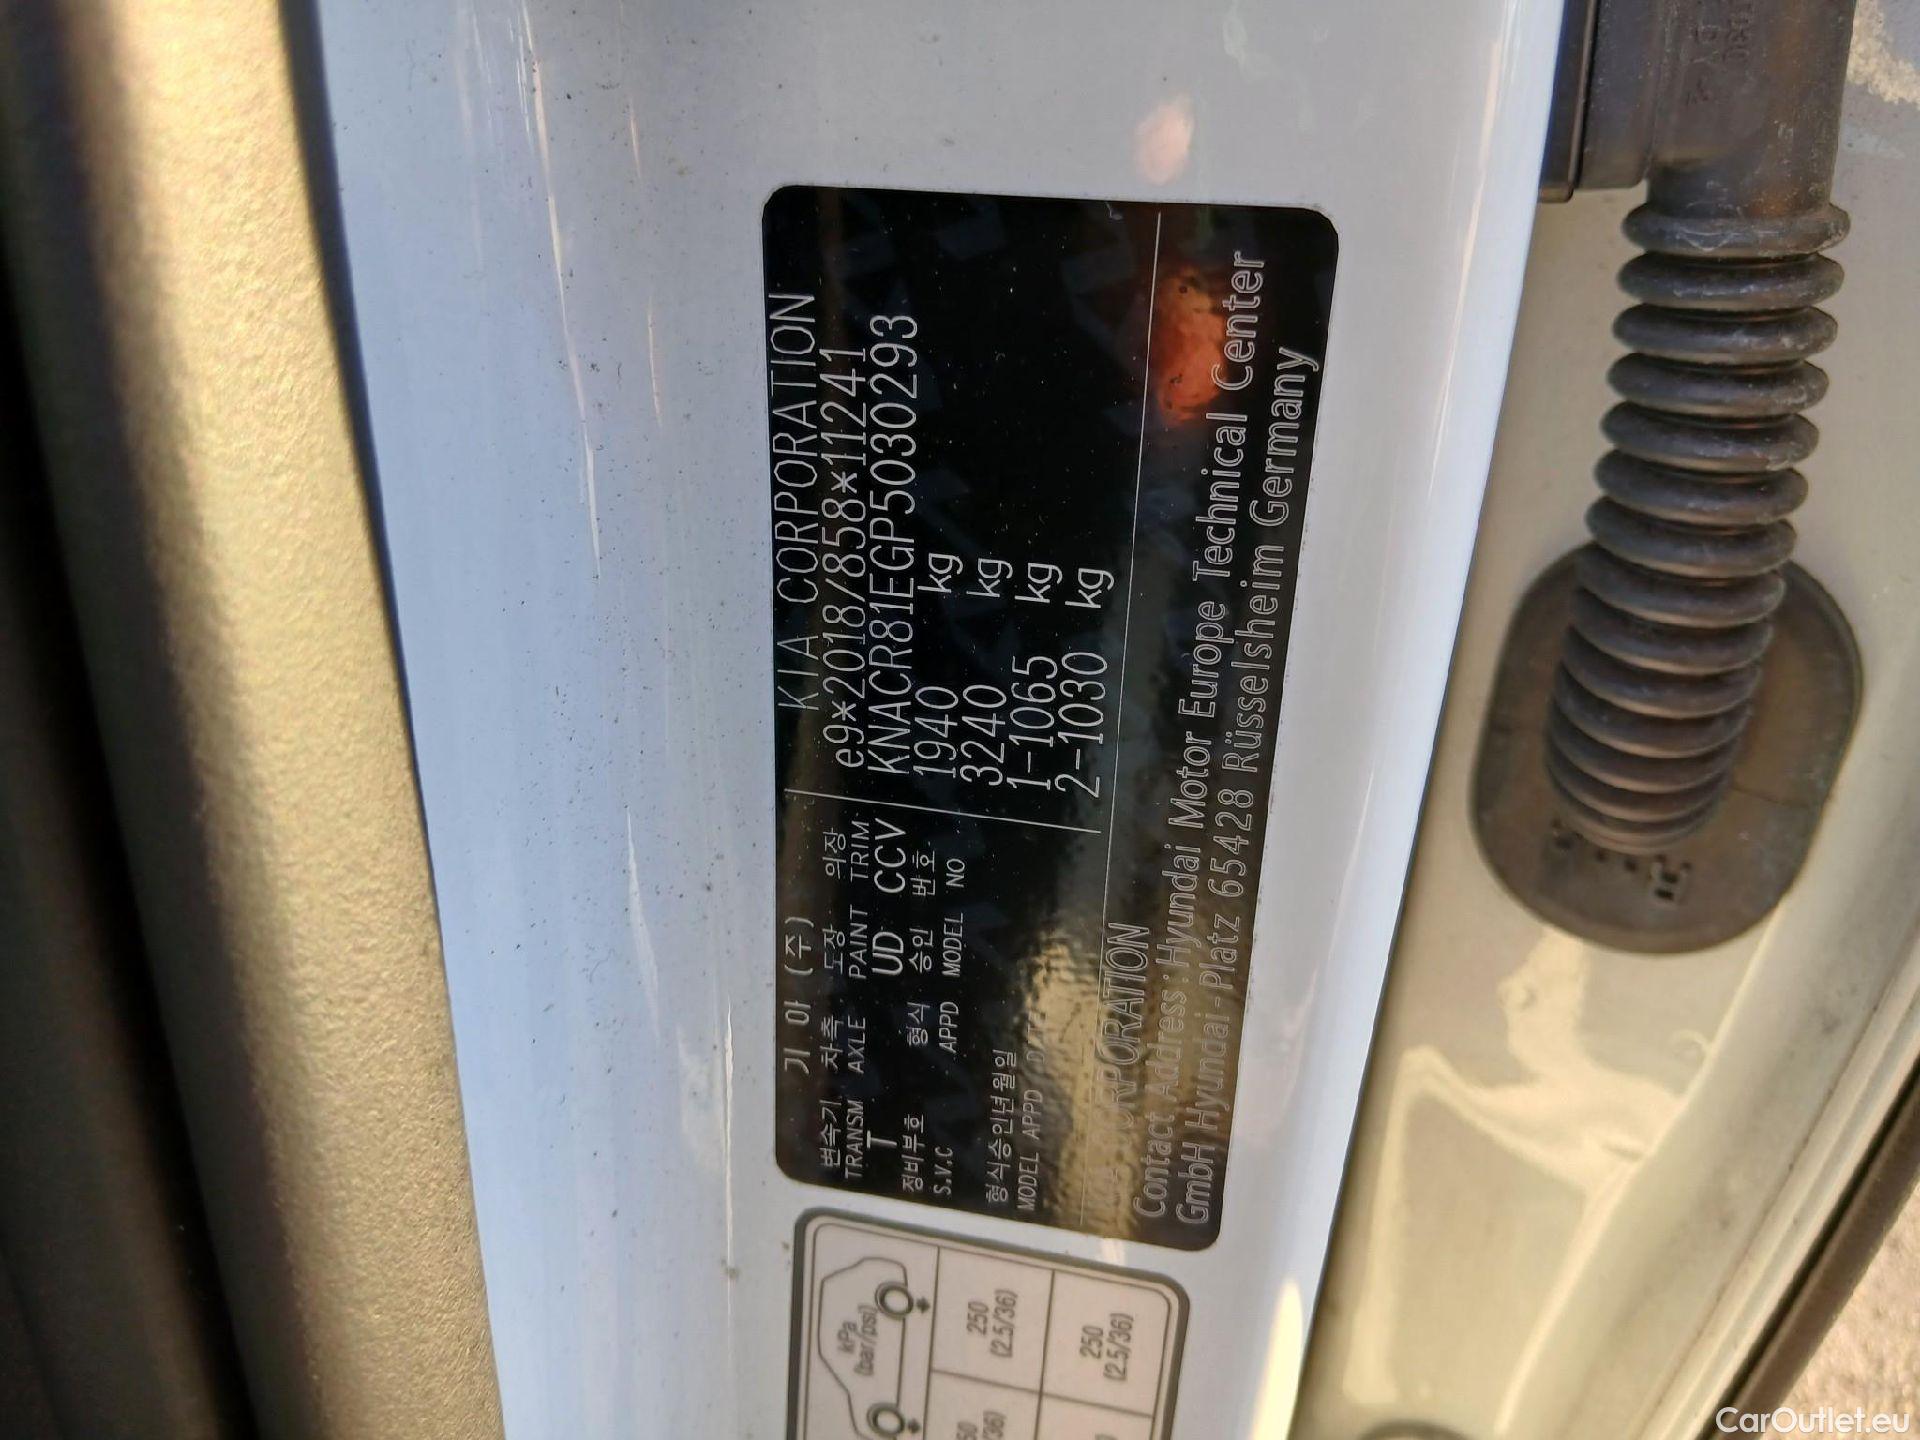 기아 (주) KIA CORPORATION
변속기 차축 도장 의장 e9*2018/858*11241
TRANSM AXLE PAINT TRIM
T UD CCV KNACR81EGP5030293
정비부호 형식 승인 번호 1940 kg
S.V.C APPD MODEL NO
3240 kg
형식승인년월일 1-1065 kg
MODEL APPD DATE
2-1030 kg
KIA CORPORATION
Contact Address : Hyundai Motor Europe Technical Center
GmbH Hyundai-Platz 65428 Rüsselsheim Germany
kPa
(bar/psi)
250
(2.5/36)
250
(2.5/36)
CarOutlet.eu